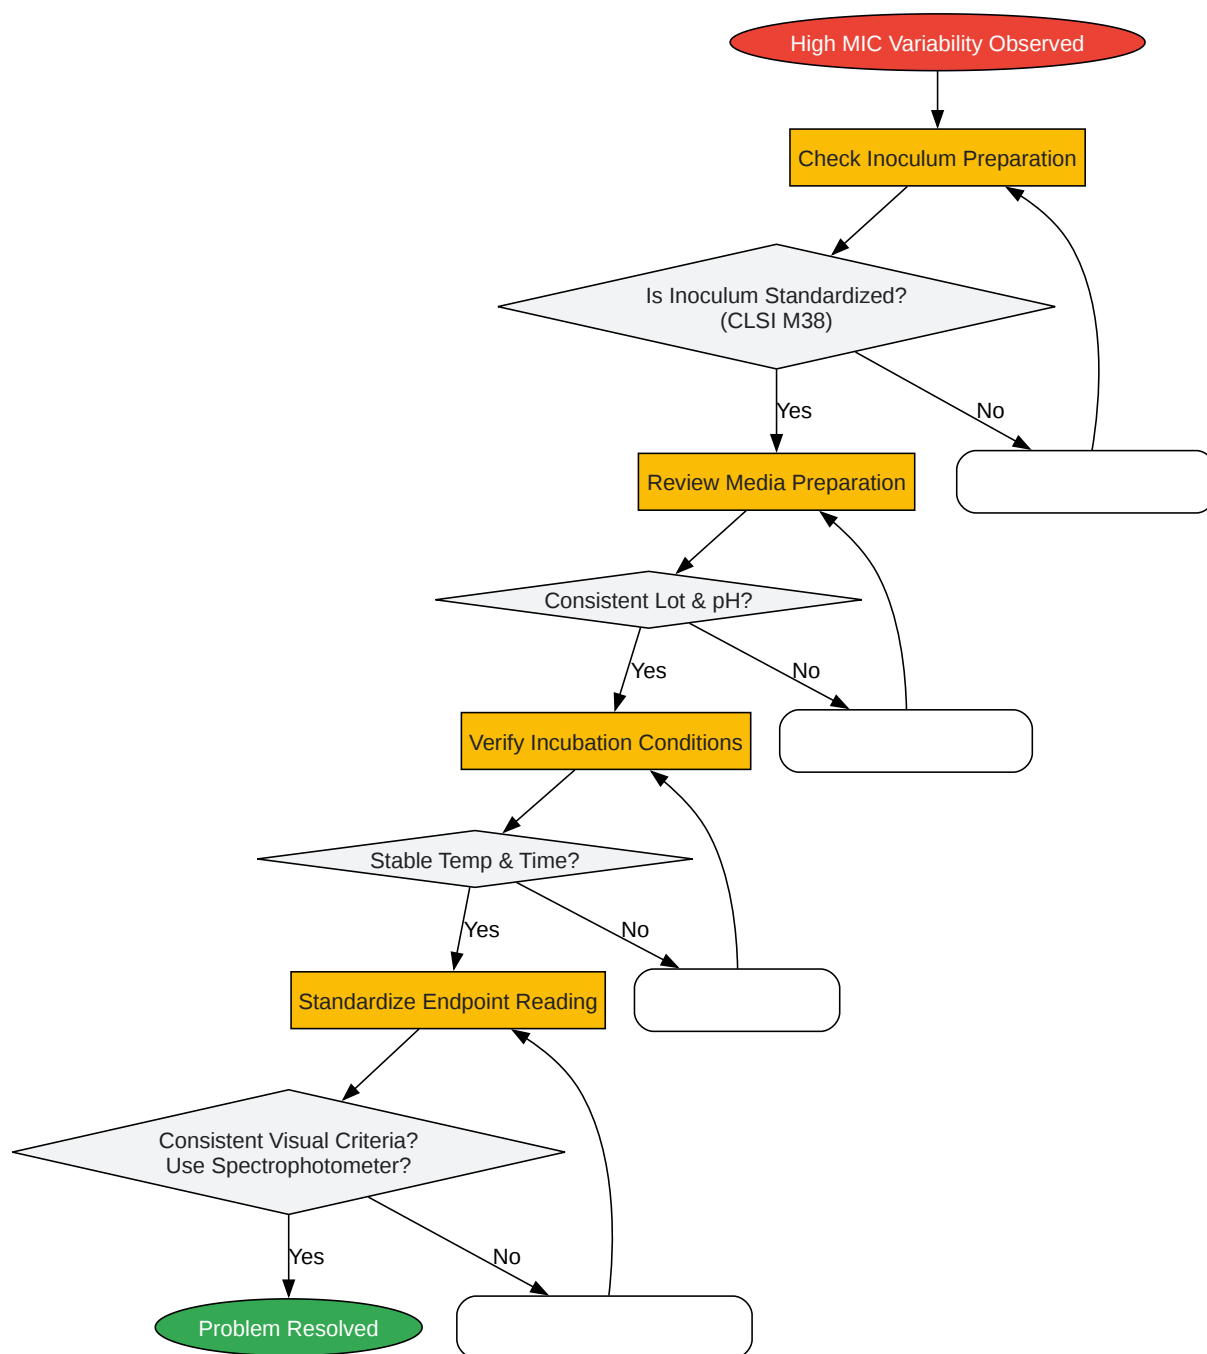 High MIC Variability Observed
Check Inoculum Preparation
Is Inoculum Standardized?
(CLSI M38)
Yes
No
Review Media Preparation
Consistent Lot & pH?
Yes
No
Verify Incubation Conditions
Stable Temp & Time?
Yes
No
Standardize Endpoint Reading
Consistent Visual Criteria?
Use Spectrophotometer?
Yes
No
Problem Resolved